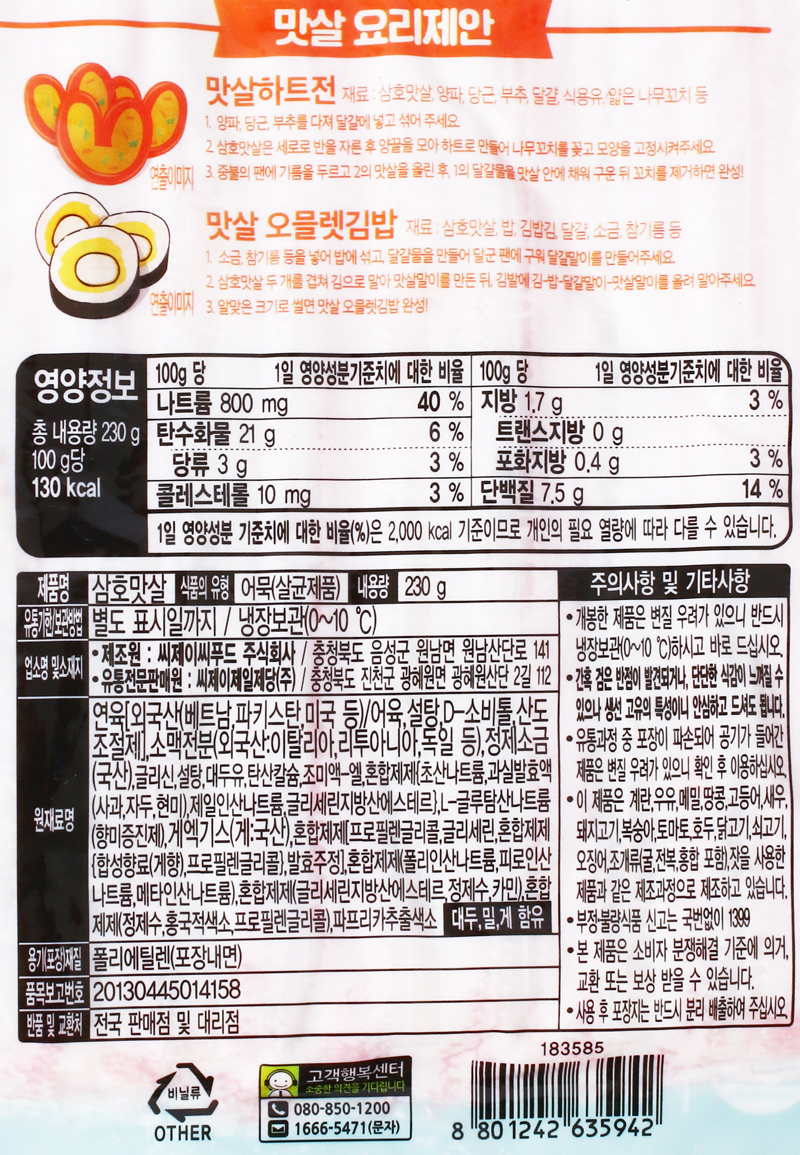 맛살 요리제안
맛살하트전 재료 : 삼호맛살, 양파, 당근, 부추, 달걀, 식용유, 얇은 나무꼬치 등
1. 양파, 당근, 부추를 다져 달걀에 넣고 섞어 주세요.
2. 삼호맛살은 세로로 반을 자른 후 양끝을 모아 하트로 만들어 나무꼬치를 꽂고 모양을 고정시켜주세요.
연출이미지 3. 중불의 팬에 기름을 두르고 2의 맛살을 올린 후, 1의 달걀물을 맛살 안에 채워 구운 뒤 꼬치를 제거하면 완성!
맛살 오믈렛김밥 재료 : 삼호맛살, 밥, 김밥김, 달걀, 소금, 참기름 등
1. 소금, 참기름 등을 넣어 밥에 섞고, 달걀물을 만들어 달군 팬에 구워 달걀말이를 만들어주세요.
2. 삼호맛살 두 개를 겹쳐 김으로 말아 맛살말이를 만든 뒤, 김발에 김-밥-달걀말이-맛살말이를 올려 말아주세요.
연출이미지 3. 알맞은 크기로 썰면 맛살 오믈렛김밥 완성!
영양정보
총 내용량 230 g
100 g당
130 kcal
100g 당 1일 영양성분기준치에 대한 비율 100g 당 1일 영양성분기준치에 대한 비율
나트륨 800 mg 40 % 지방 1.7 g 3 %
탄수화물 21 g 6 % 트랜스지방 0 g
당류 3 g 3 % 포화지방 0.4 g 3 %
콜레스테롤 10 mg 3 % 단백질 7.5 g 14 %
1일 영양성분 기준치에 대한 비율(%)은 2,000 kcal 기준이므로 개인의 필요 열량에 따라 다를 수 있습니다.
제품명 삼호맛살 식품의 유형 어묵(살균제품) 내용량 230 g
유통기한/보관방법 별도 표시일까지 / 냉장보관(0~10 ℃)
업소명 및소재지 • 제조원 : 씨제이씨푸드 주식회사 / 충청북도 음성군 원남면 원남산단로 141
• 유통전문판매원 : 씨제이제일제당(주) / 충청북도 진천군 광혜원면 광혜원산단 2길 112
원재료명 연육[외국산(베트남,파키스탄,미국 등)/어육,설탕,D-소비톨,산도
조절제],소맥전분(외국산:이탈리아,리투아니아,독일 등),정제소금
(국산),글리신,설탕,대두유,탄산칼슘,조미액-엘,혼합제제{초산나트륨,과실발효액
(사과,자두,현미),제일인산나트륨,글리세린지방산에스테르},L-글루탐산나트륨
(향미증진제),게엑기스(게:국산),혼합제제[프로필렌글리콜,글리세린,혼합제제
{합성향료(게향),프로필렌글리콜},발효주정],혼합제제(폴리인산나트륨,피로인산
나트륨,메타인산나트륨),혼합제제(글리세린지방산에스테르,정제수,카민),혼합
제제(정제수,홍국적색소,프로필렌글리콜),파프리카추출색소 대두,밀,게 함유
용기(포장)재질 폴리에틸렌(포장내면)
품목보고번호 20130445014158
반품 및 교환처 전국 판매점 및 대리점
주의사항 및 기타사항
• 개봉한 제품은 변질 우려가 있으니 반드시
냉장보관(0~10 ℃)하시고 바로 드십시오.
• 간혹 검은 반점이 발견되거나, 단단한 식감이 느껴질 수
있으나 생선 고유의 특성이니 안심하고 드셔도 됩니다.
• 유통과정 중 포장이 파손되어 공기가 들어간
제품은 변질 우려가 있으니 확인 후 이용하십시오.
• 이 제품은 계란,우유,메밀,땅콩,고등어,새우,
돼지고기,복숭아,토마토,호두,닭고기,쇠고기,
오징어,조개류(굴,전복,홍합 포함),잣을 사용한
제품과 같은 제조과정으로 제조하고 있습니다.
• 부정·불량식품 신고는 국번없이 1399
• 본 제품은 소비자 분쟁해결 기준에 의거,
교환 또는 보상 받을 수 있습니다.
• 사용 후 포장지는 반드시 분리 배출하여 주십시오.
비닐류
OTHER
고객행복센터
소중한 의견을 기다립니다
080-850-1200
1666-5471(문자)
183585
8 801242 635942